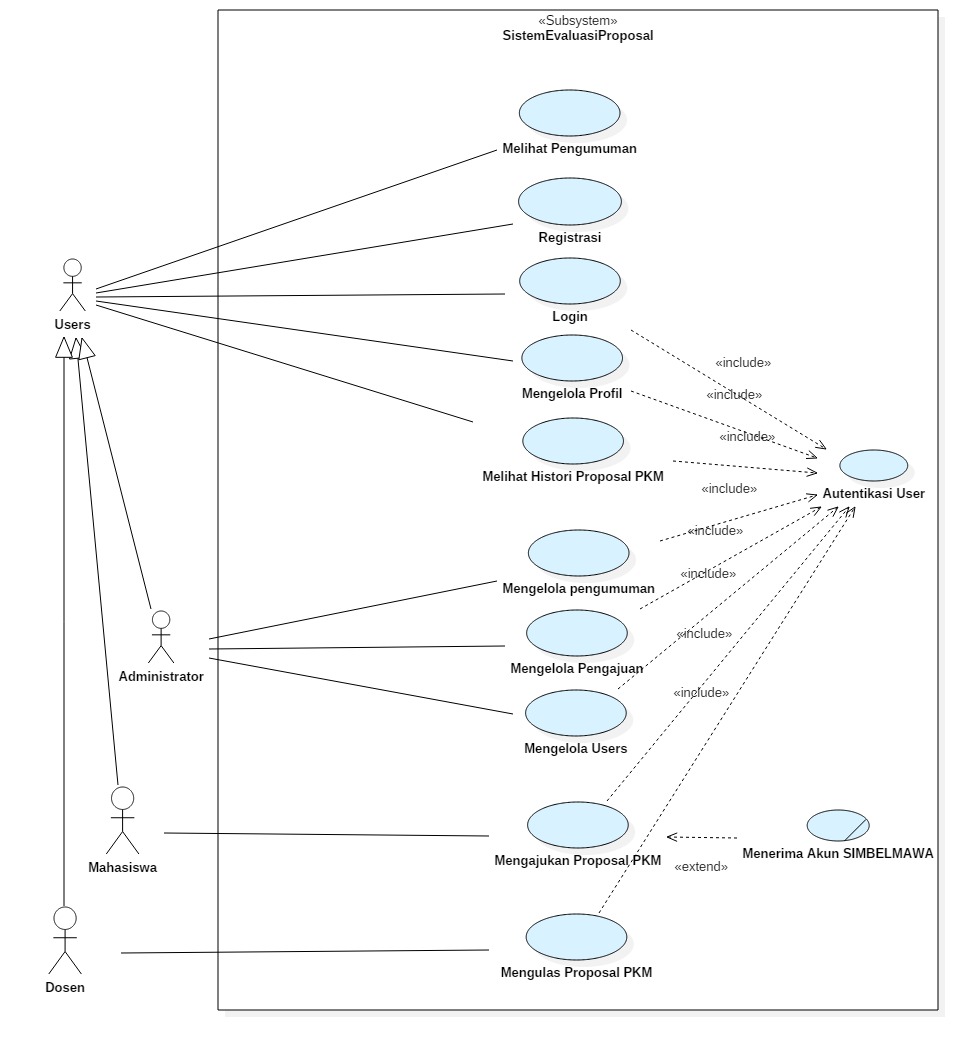 «Subsystem»
SistemEvaluasiProposal
Melihat Pengumuman
Registrasi
Login
Users
«include»
Mengelola Profil
«include»
«include»
Melihat Histori Proposal PKM
«include»
Autentikasi User
«include»
Mengelola pengumuman
«include»
Mengelola Pengajuan
Administrator
«include»
Mengelola Users
«include»
Mengajukan Proposal PKM
Menerima Akun SIMBELMAWA
Mahasiswa
«extend»
Mengulas Proposal PKM
Dosen